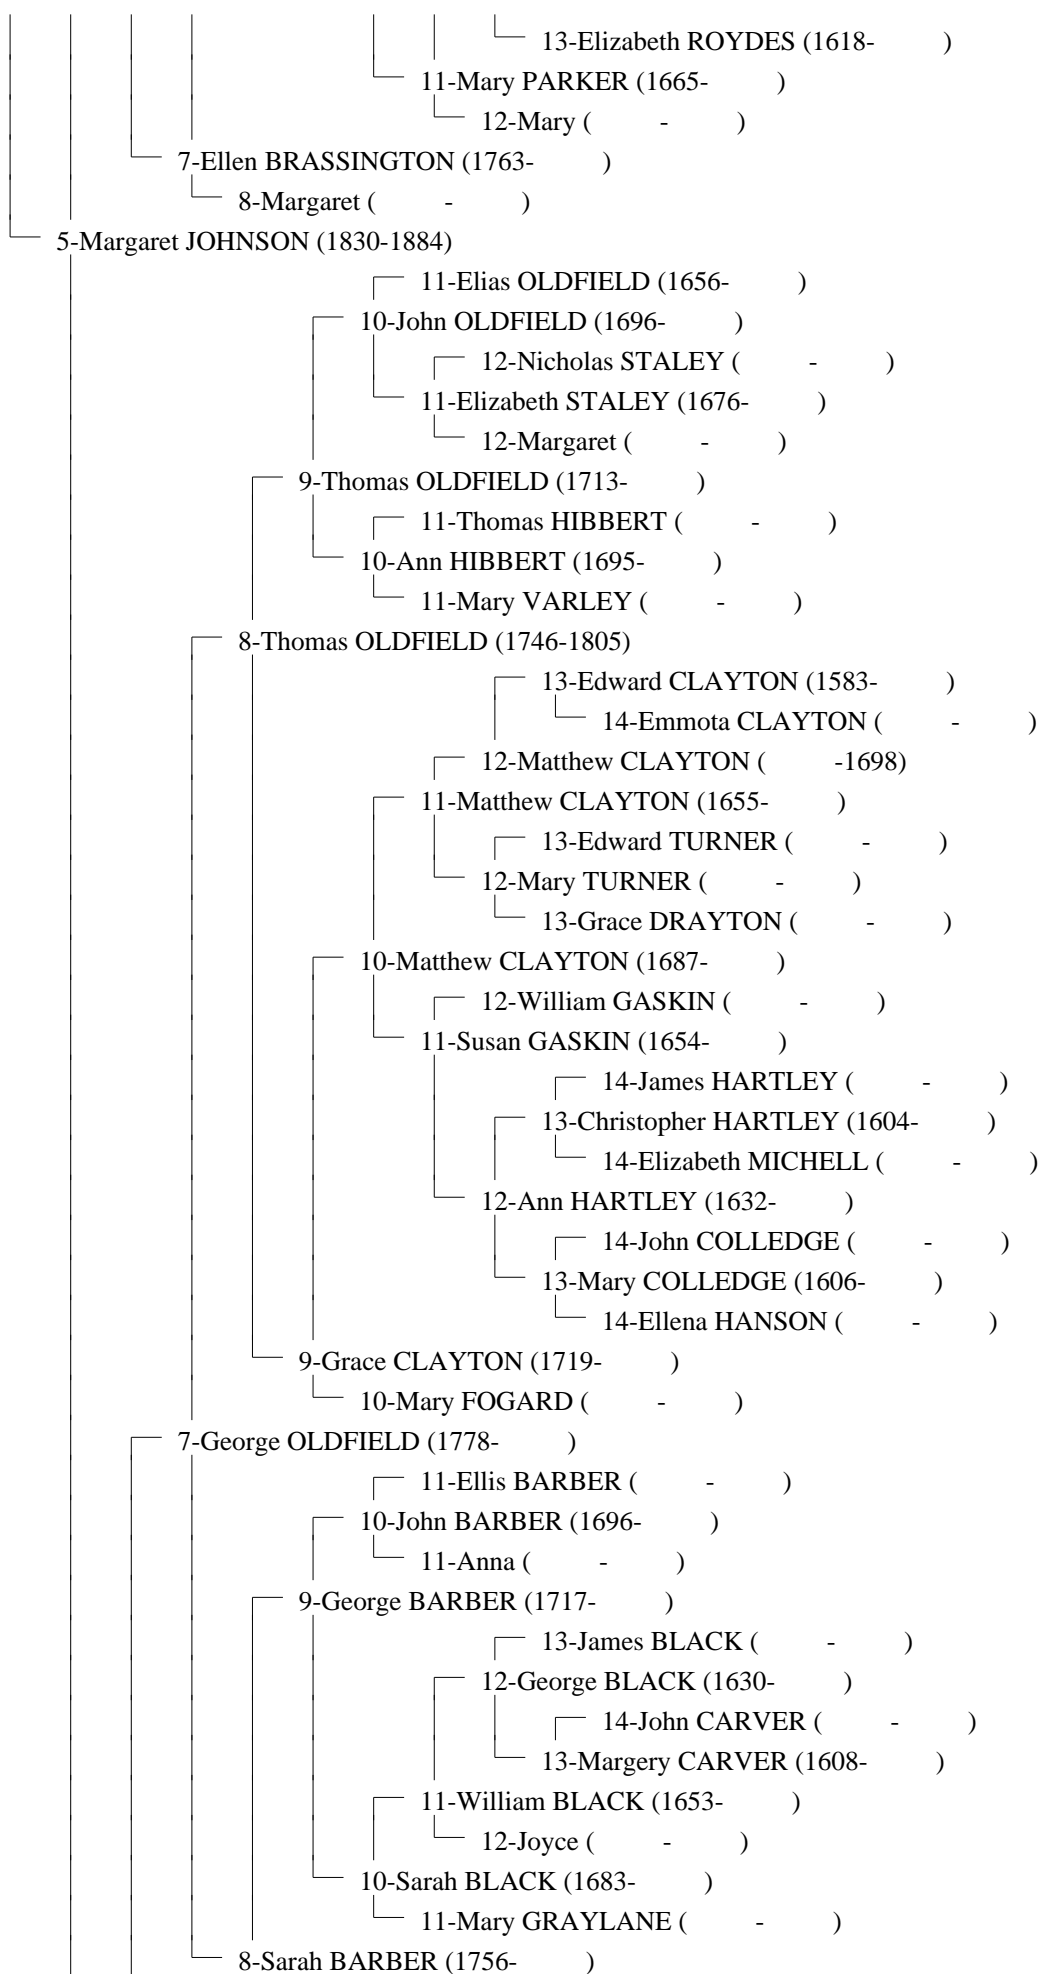 13-Elizabeth ROYDES (1618- )
11-Mary PARKER (1665- )
12-Mary ( - )
7-Ellen BRASSINGTON (1763- )
8-Margaret ( - )
5-Margaret JOHNSON (1830-1884)
11-Elias OLDFIELD (1656- )
10-John OLDFIELD (1696- )
12-Nicholas STALEY ( - )
11-Elizabeth STALEY (1676- )
12-Margaret ( - )
9-Thomas OLDFIELD (1713- )
11-Thomas HIBBERT ( - )
10-Ann HIBBERT (1695- )
11-Mary VARLEY ( - )
8-Thomas OLDFIELD (1746-1805)
13-Edward CLAYTON (1583- )
14-Emmota CLAYTON ( - )
12-Matthew CLAYTON ( -1698)
11-Matthew CLAYTON (1655- )
13-Edward TURNER ( - )
12-Mary TURNER ( - )
13-Grace DRAYTON ( - )
10-Matthew CLAYTON (1687- )
12-William GASKIN ( - )
11-Susan GASKIN (1654- )
14-James HARTLEY ( - )
13-Christopher HARTLEY (1604- )
14-Elizabeth MICHELL ( - )
12-Ann HARTLEY (1632- )
14-John COLLEDGE ( - )
13-Mary COLLEDGE (1606- )
14-Ellena HANSON ( - )
9-Grace CLAYTON (1719- )
10-Mary FOGARD ( - )
7-George OLDFIELD (1778- )
11-Ellis BARBER ( - )
10-John BARBER (1696- )
11-Anna ( - )
9-George BARBER (1717- )
13-James BLACK ( - )
12-George BLACK (1630- )
14-John CARVER ( - )
13-Margery CARVER (1608- )
11-William BLACK (1653- )
12-Joyce ( - )
10-Sarah BLACK (1683- )
11-Mary GRAYLANE ( - )
8-Sarah BARBER (1756- )